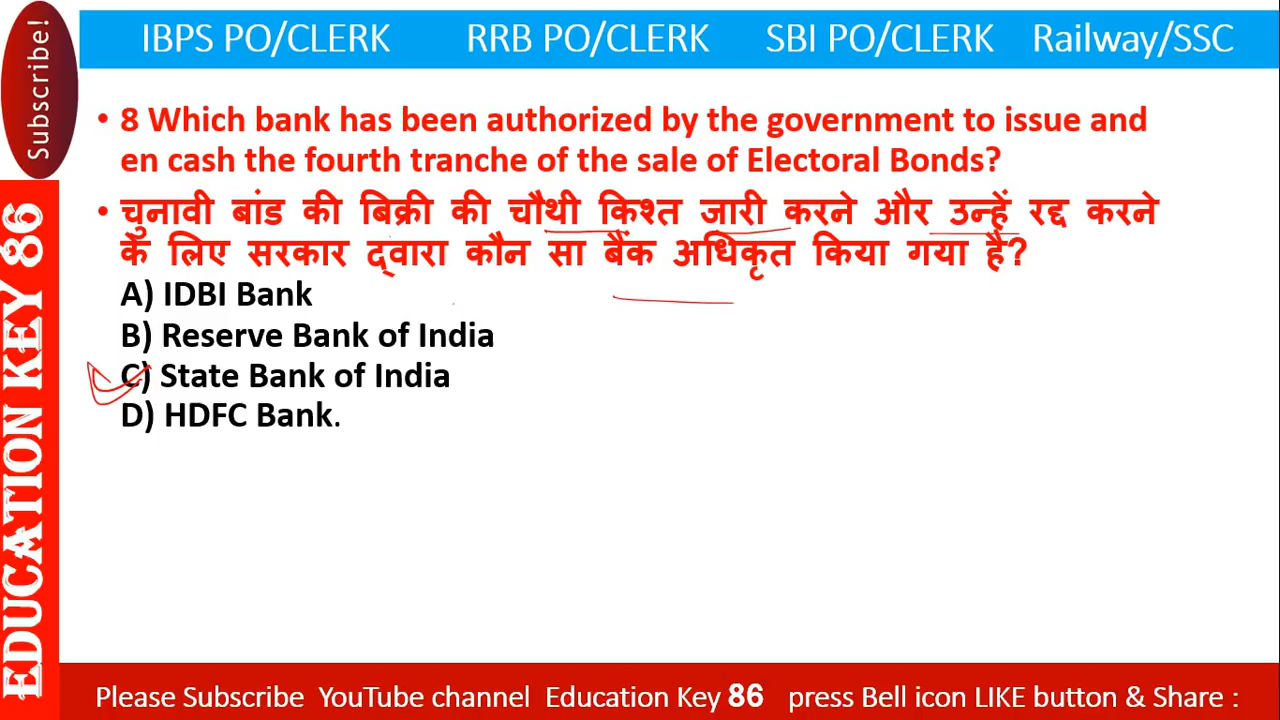 Subscribe!
IBPS PO/CLERK RRB PO/CLERK SBI PO/CLERK Railway/SSC
• 8 Which bank has been authorized by the government to issue and
en cash the fourth tranche of the sale of Electoral Bonds?
• चुनावी बांड की बिक्री की चौथी किश्त जारी करने और उन्हें रद्द करने
के लिए सरकार द्वारा कौन सा बैंक अधिकृत किया गया है?
A) IDBI Bank
B) Reserve Bank of India
C) State Bank of India
D) HDFC Bank.
EDUCATION KEY 86
Please Subscribe YouTube channel Education Key 86 press Bell icon LIKE button & Share :